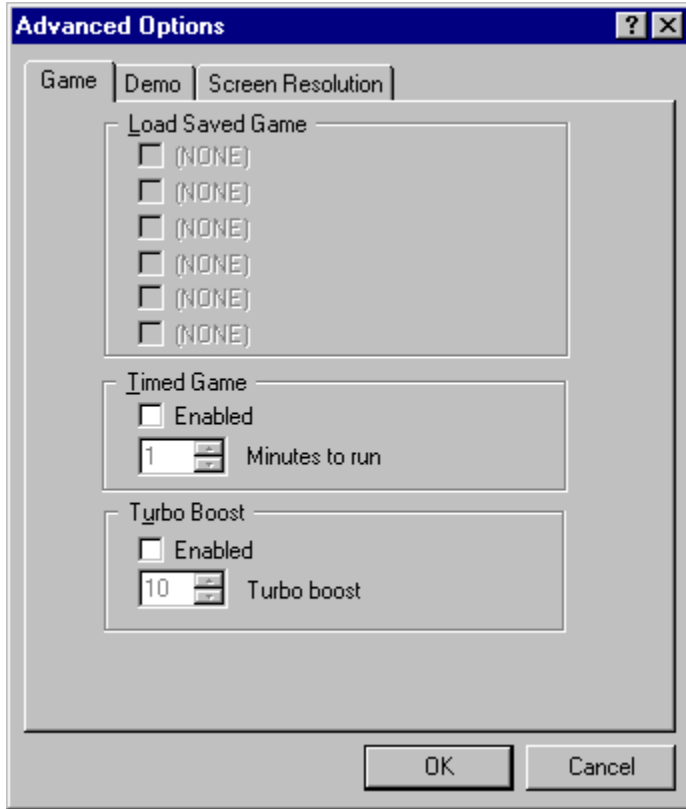 Advanced Options
Game Demo Screen Resolution
Load Saved Game
(NONE)
(NONE)
(NONE)
(NONE)
(NONE)
(NONE)
Timed Game
Enabled
1 Minutes to run
Turbo Boost
Enabled
10 Turbo boost
OK Cancel